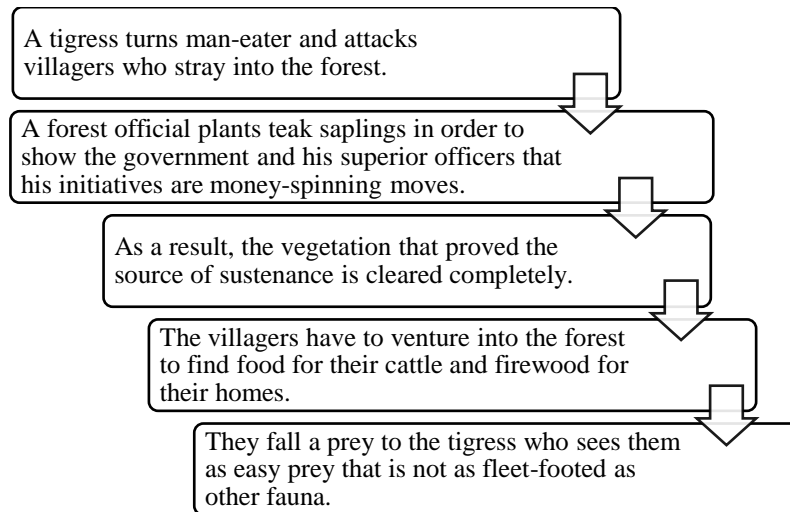 A tigress turns man-eater and attacks
villagers who stray into the forest.
A forest official plants teak saplings in order to
show the government and his superior officers that
his initiatives are money-spinning moves.
As a result, the vegetation that proved the
source of sustenance is cleared completely.
The villagers have to venture into the forest
to find food for their cattle and firewood for
their homes.
They fall a prey to the tigress who sees them
as easy prey that is not as fleet-footed as
other fauna.